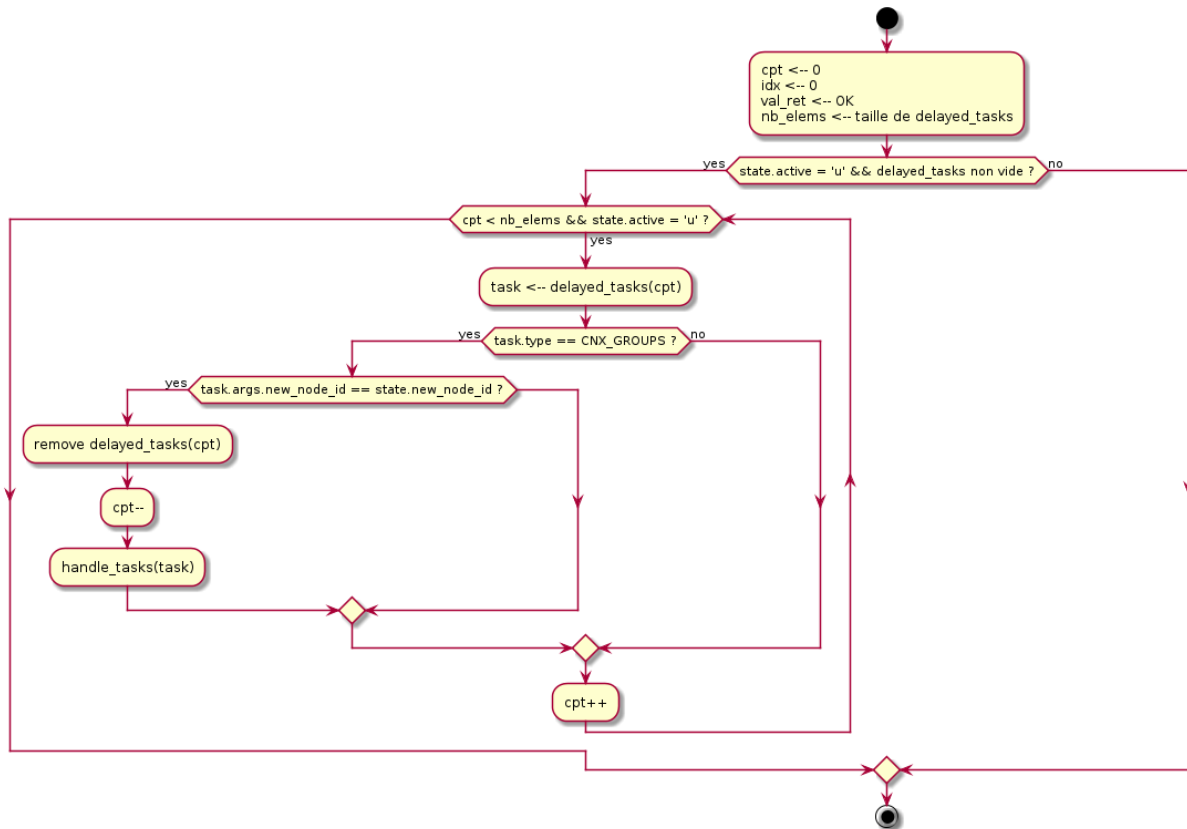 cpt <-- 0
idx <-- 0
val_ret <-- OK
nb_elems <-- taille de delayed_tasks
yes
state.active = 'u' && delayed_tasks non vide ?
no
cpt < nb_elems && state.active = 'u' ?
yes
task <-- delayed_tasks(cpt)
yes
task.type == CNX_GROUPS ?
no
yes
task.args.new_node_id == state.new_node_id ?
remove delayed_tasks(cpt)
cpt--
handle_tasks(task)
cpt++